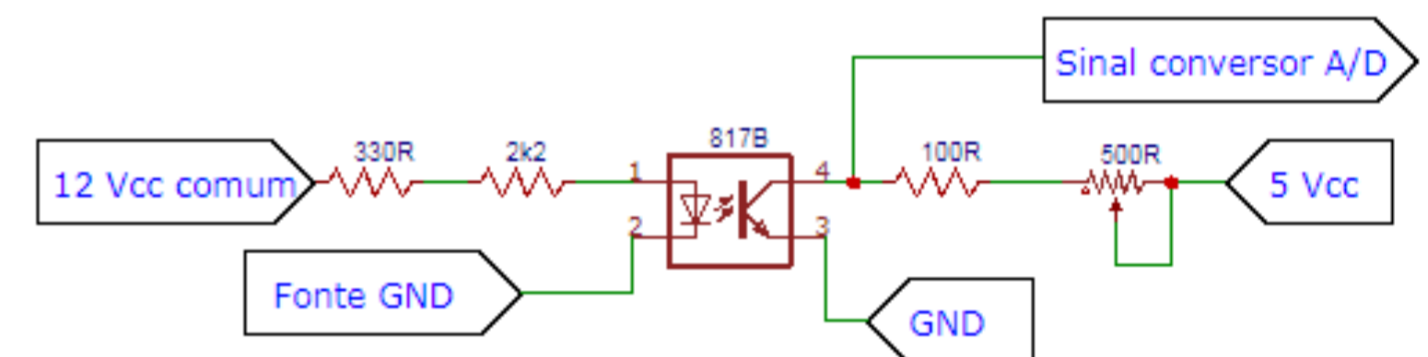 Sinal conversor A/D
817B
330R
2k2
100R
500R
12 Vcc comum
1
4
5 Vcc
2
3
Fonte GND
GND